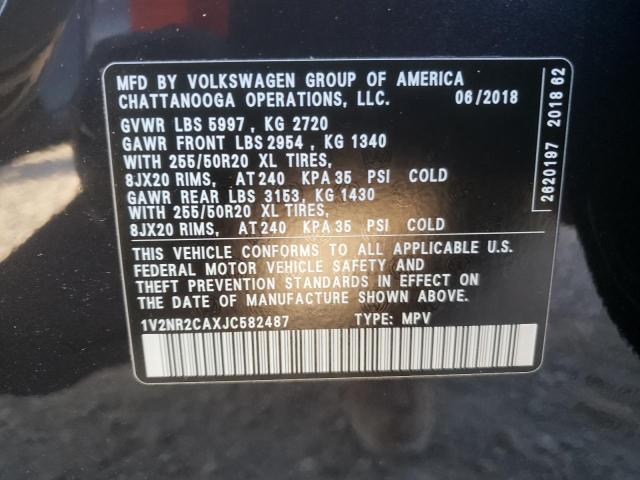 MFD BY VOLKSWAGEN GROUP OF AMERICA
CHATTANOOGA OPERATIONS, LLC. 06/2018
GVWR LBS 5997 , KG 2720
GAWR FRONT LBS 2954 , KG 1340
WITH 255/50R20 XL TIRES,
8JX20 RIMS, AT 240 KPA 35 PSI COLD
GAWR REAR LBS 3153, KG 1430
WITH 255/50R20 XL TIRES,
8JX20 RIMS, AT 240 KPA 35 PSI COLD
THIS VEHICLE CONFORMS TO ALL APPLICABLE U.S.
FEDERAL MOTOR VEHICLE SAFETY AND
THEFT PREVENTION STANDARDS IN EFFECT ON
THE DATE OF MANUFACTURE SHOWN ABOVE.
1V2NR2CAXJC582487 TYPE: MPV
2620197 201862